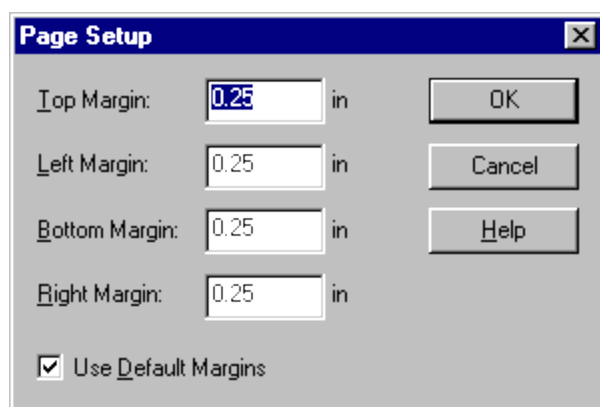 Page Setup
Top Margin: 0.25 in OK
Left Margin: 0.25 in Cancel
Bottom Margin: 0.25 in Help
Right Margin: 0.25 in
Use Default Margins